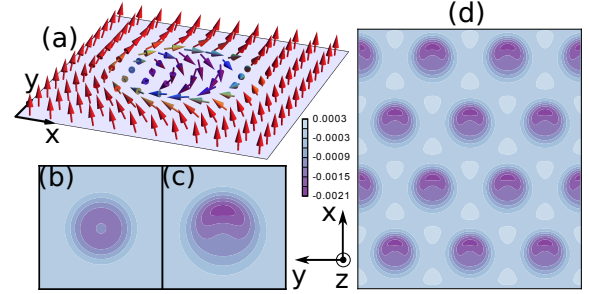 (a)
(d)
y
x
0.0003
-0.0003
-0.0009
-0.0015
-0.0021
(b)
(c)
x
y
z